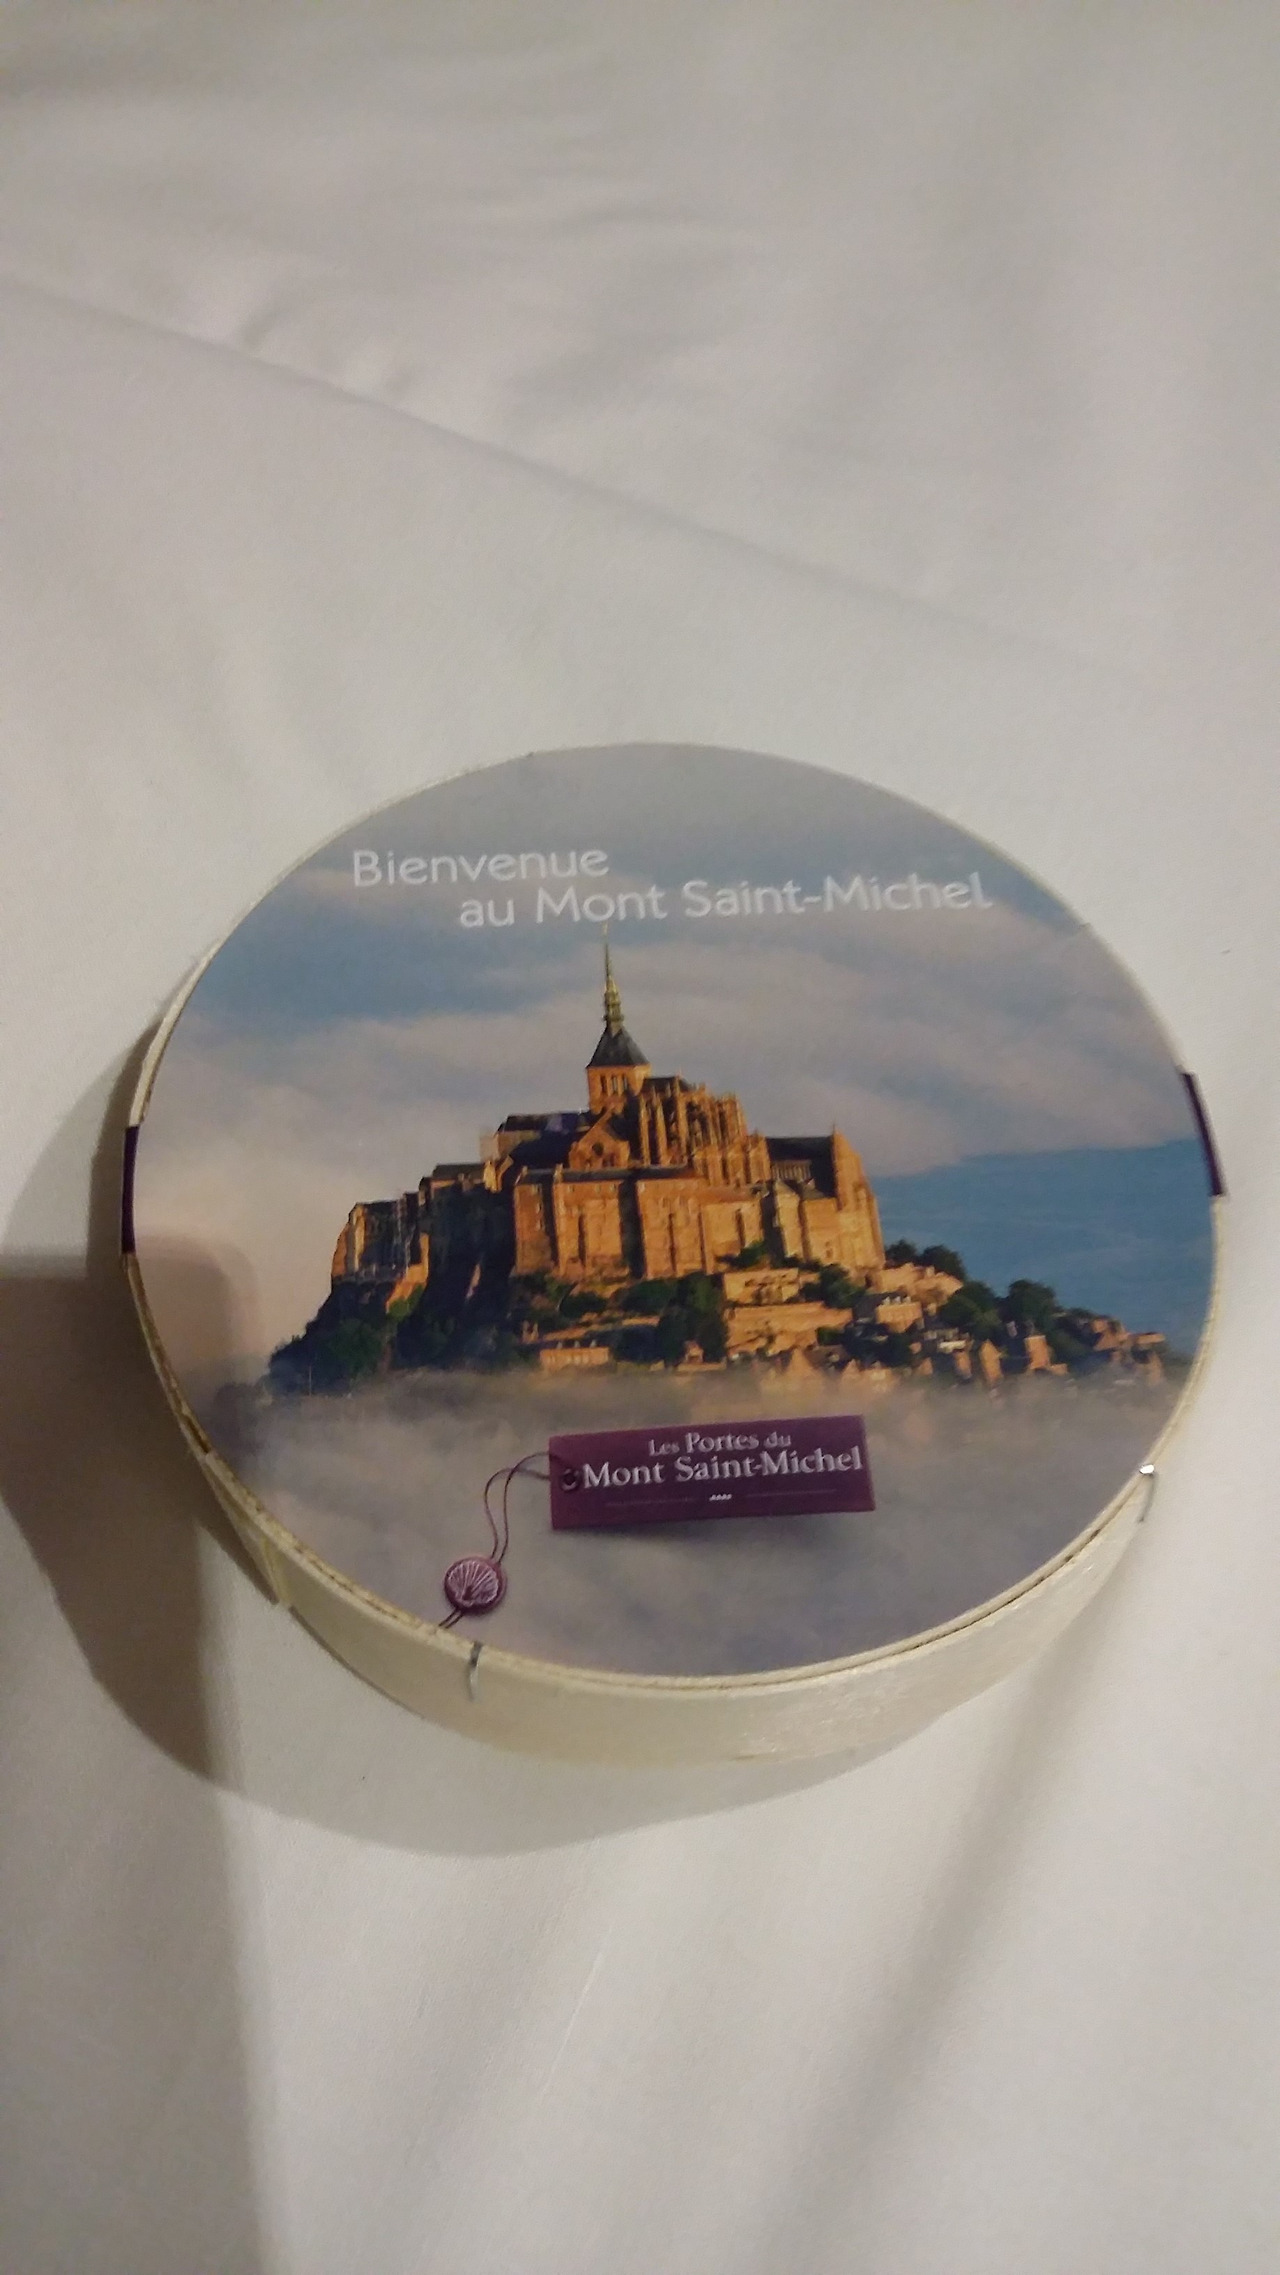 Bienvenue
au Mont Saint-Michel
Les Portes du
Mont Saint-Michel